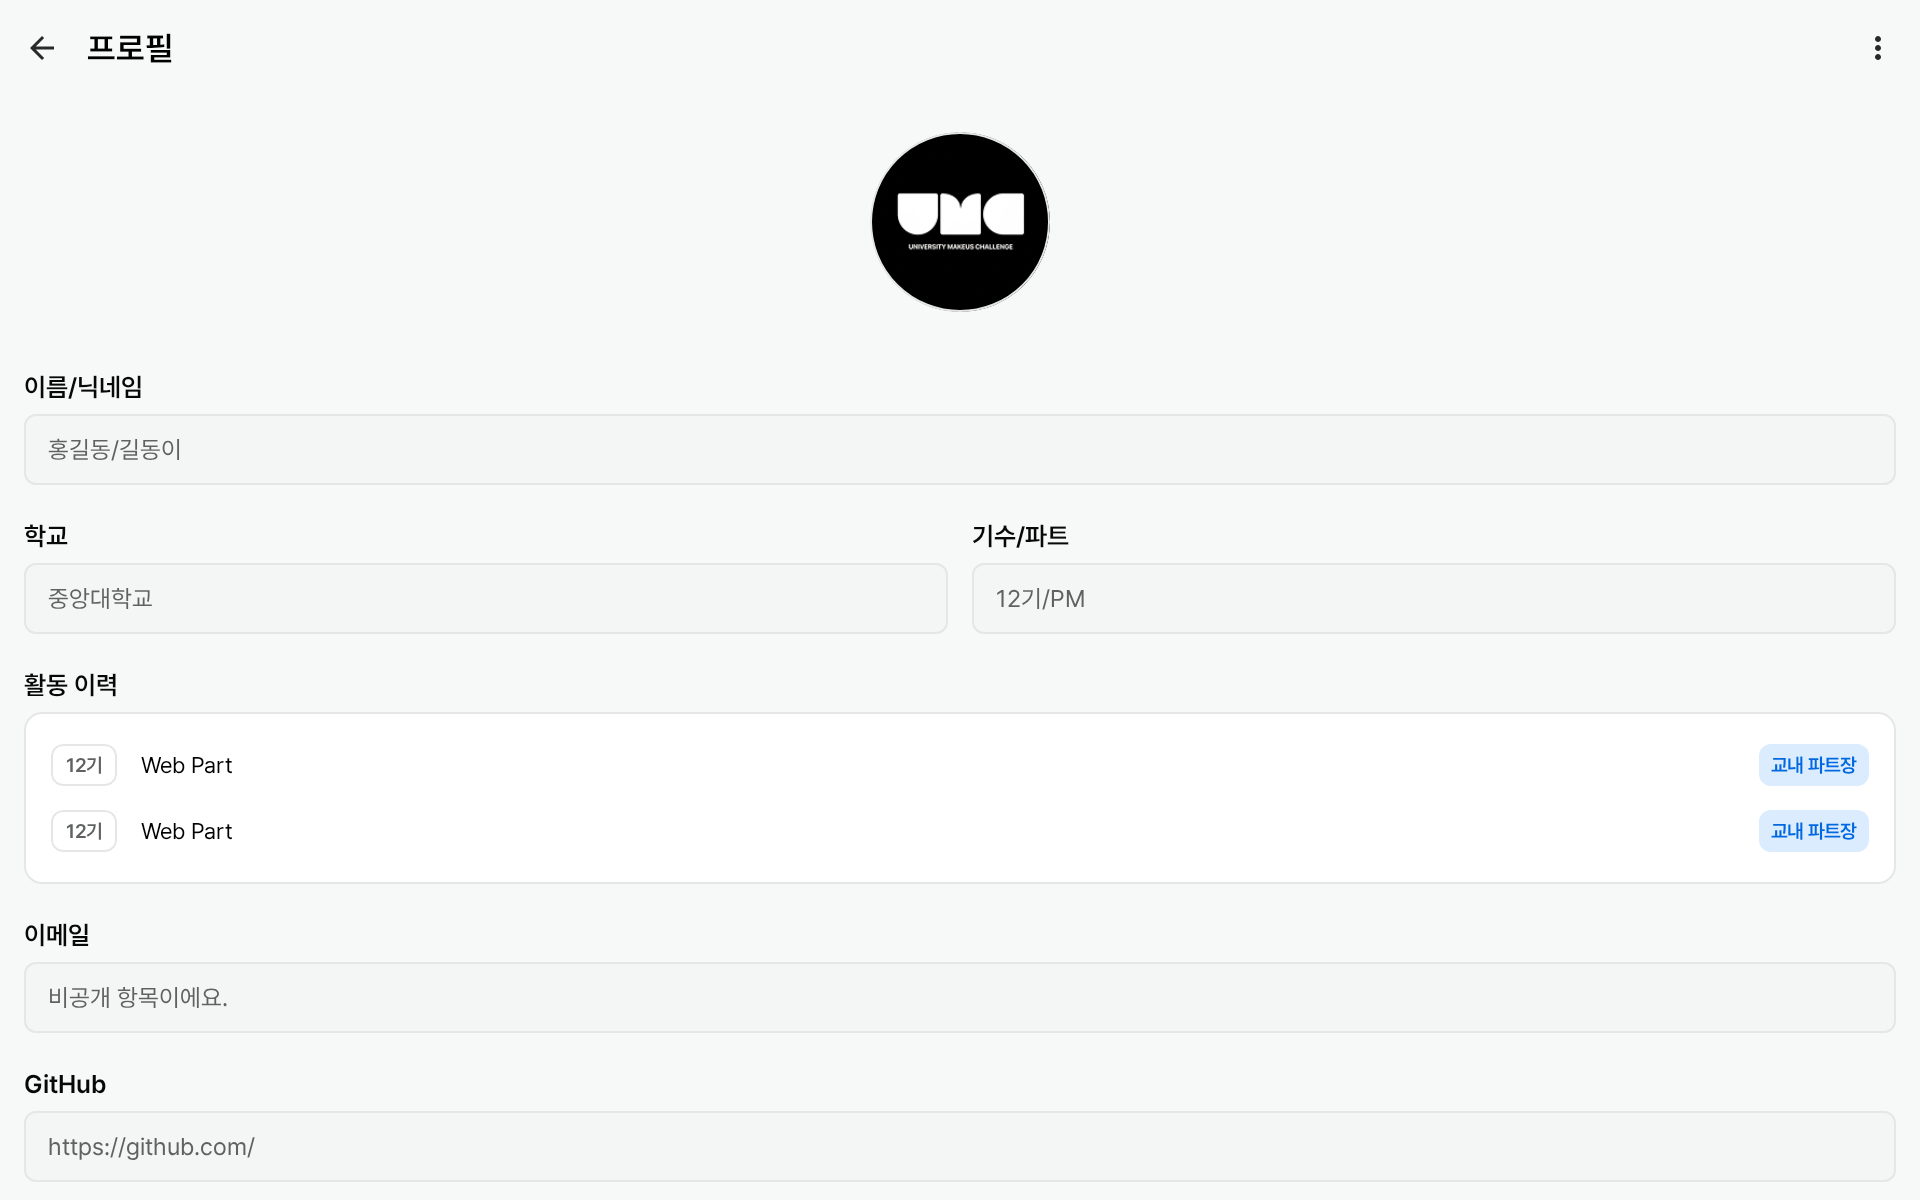 프로필
UMC
UNIVERSITY MAKEUS CHALLENGE
이름/닉네임
홍길동/길동이
학교
기수/파트
중앙대학교
12기/PM
활동 이력
12기 Web Part 교내 파트장
12기 Web Part 교내 파트장
이메일
비공개 항목이에요.
GitHub
https://github.com/